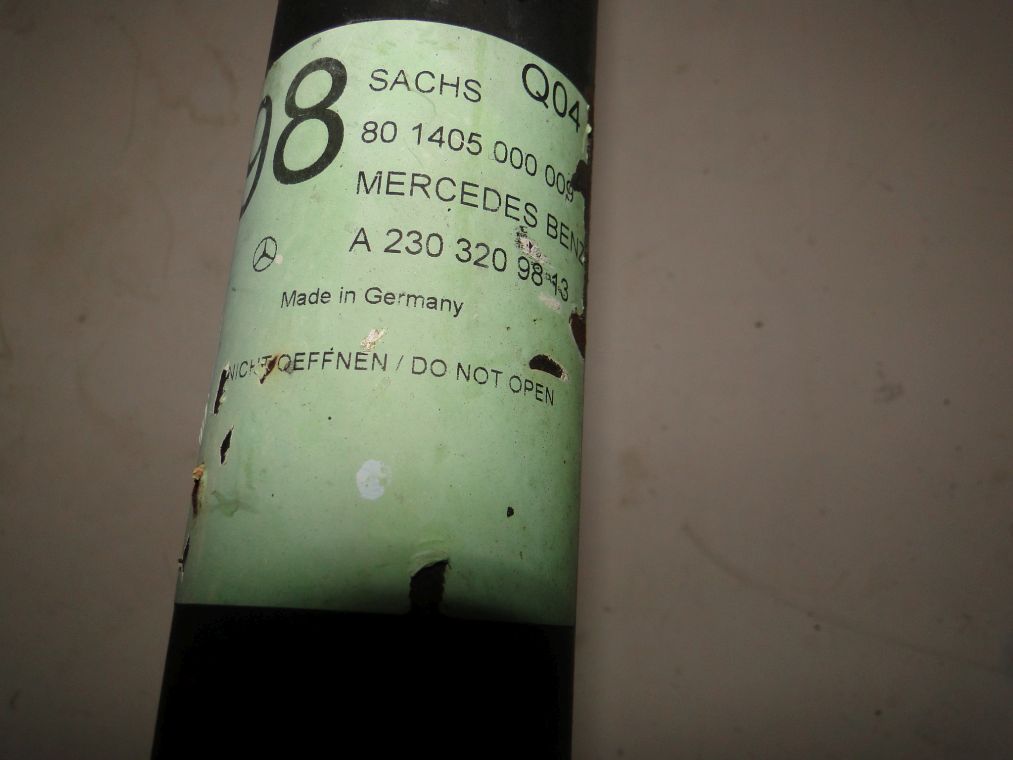 98
SACHS Q04
80 1405 000 009
MERCEDES BENZ
A 230 320 98 13
Made in Germany
NICHT OEFFNEN / DO NOT OPEN